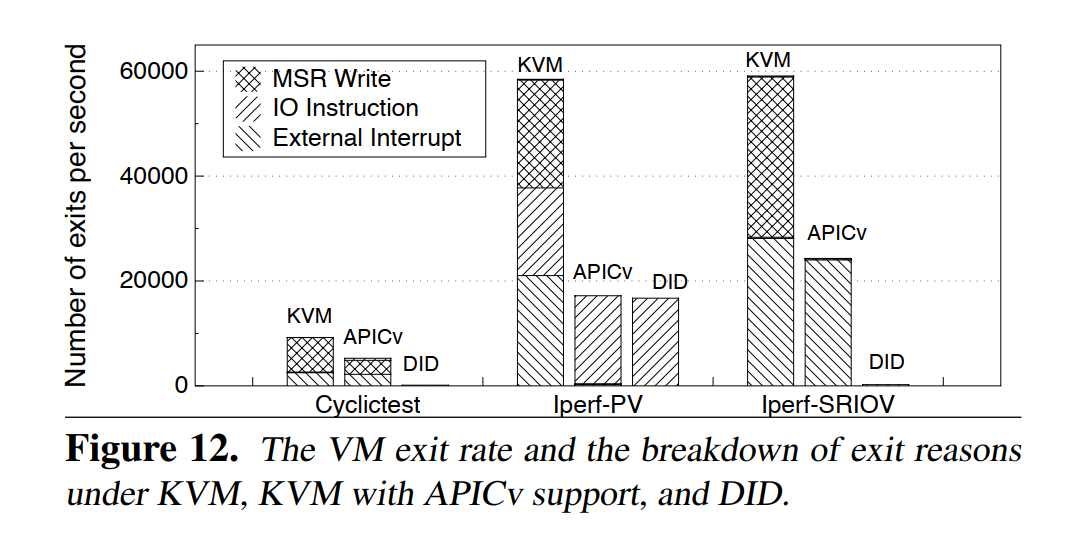 Number of exits per second
60000
40000
20000
0
MSR Write
IO Instruction
External Interrupt
KVM
APICv
DID
KVM
APICv
DID
KVM
APICv
DID
Cyclictest
Iperf-PV
Iperf-SRIOV
Figure 12. The VM exit rate and the breakdown of exit reasons
under KVM, KVM with APICv support, and DID.